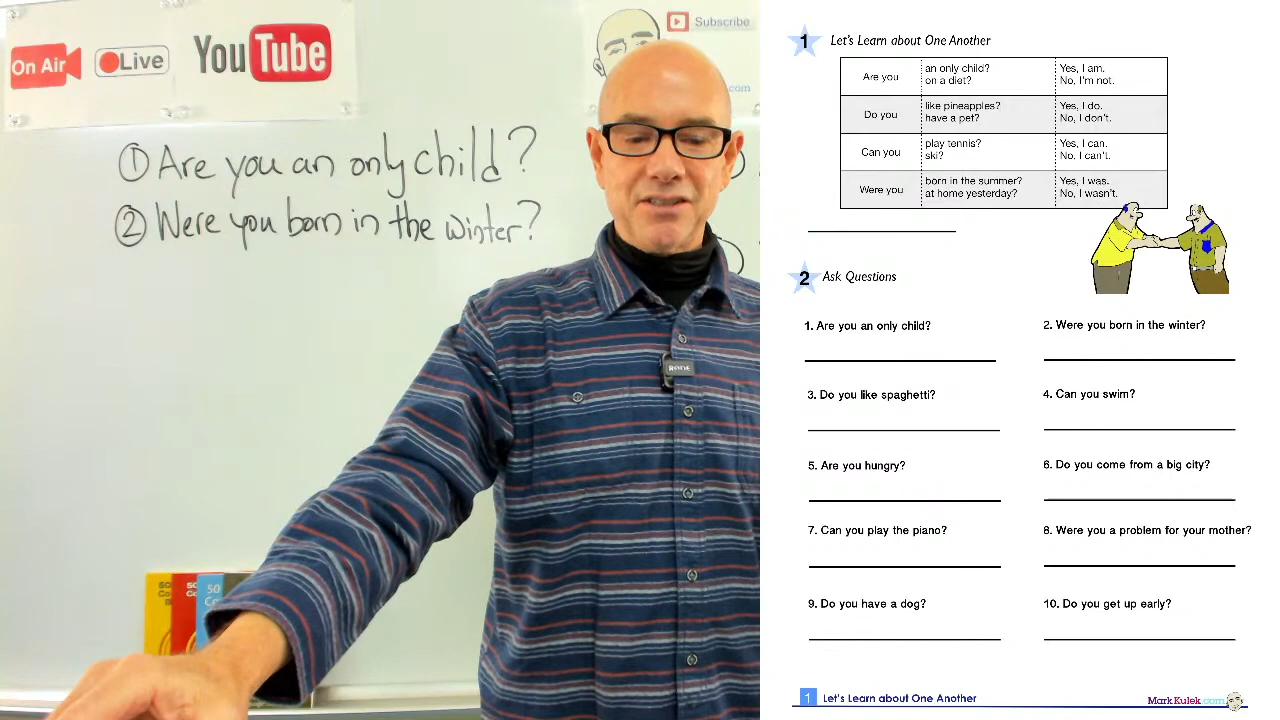 On Air
Live
YouTube
Subscribe
.com
① Are you an only child?
② Were you born in the winter?
RØDE
50
1 Let's Learn about One Another
Are you an only child? Yes, I am.
on a diet? No, I'm not.
Do you like pineapples? Yes, I do.
have a pet? No, I don't.
Can you play tennis? Yes, I can.
ski? No. I can't.
Were you born in the summer? Yes, I was.
at home yesterday? No, I wasn't.
2 Ask Questions
1. Are you an only child? 2. Were you born in the winter?
3. Do you like spaghetti? 4. Can you swim?
5. Are you hungry? 6. Do you come from a big city?
7. Can you play the piano? 8. Were you a problem for your mother?
9. Do you have a dog? 10. Do you get up early?
1 Let's Learn about One Another MarkKulek.com